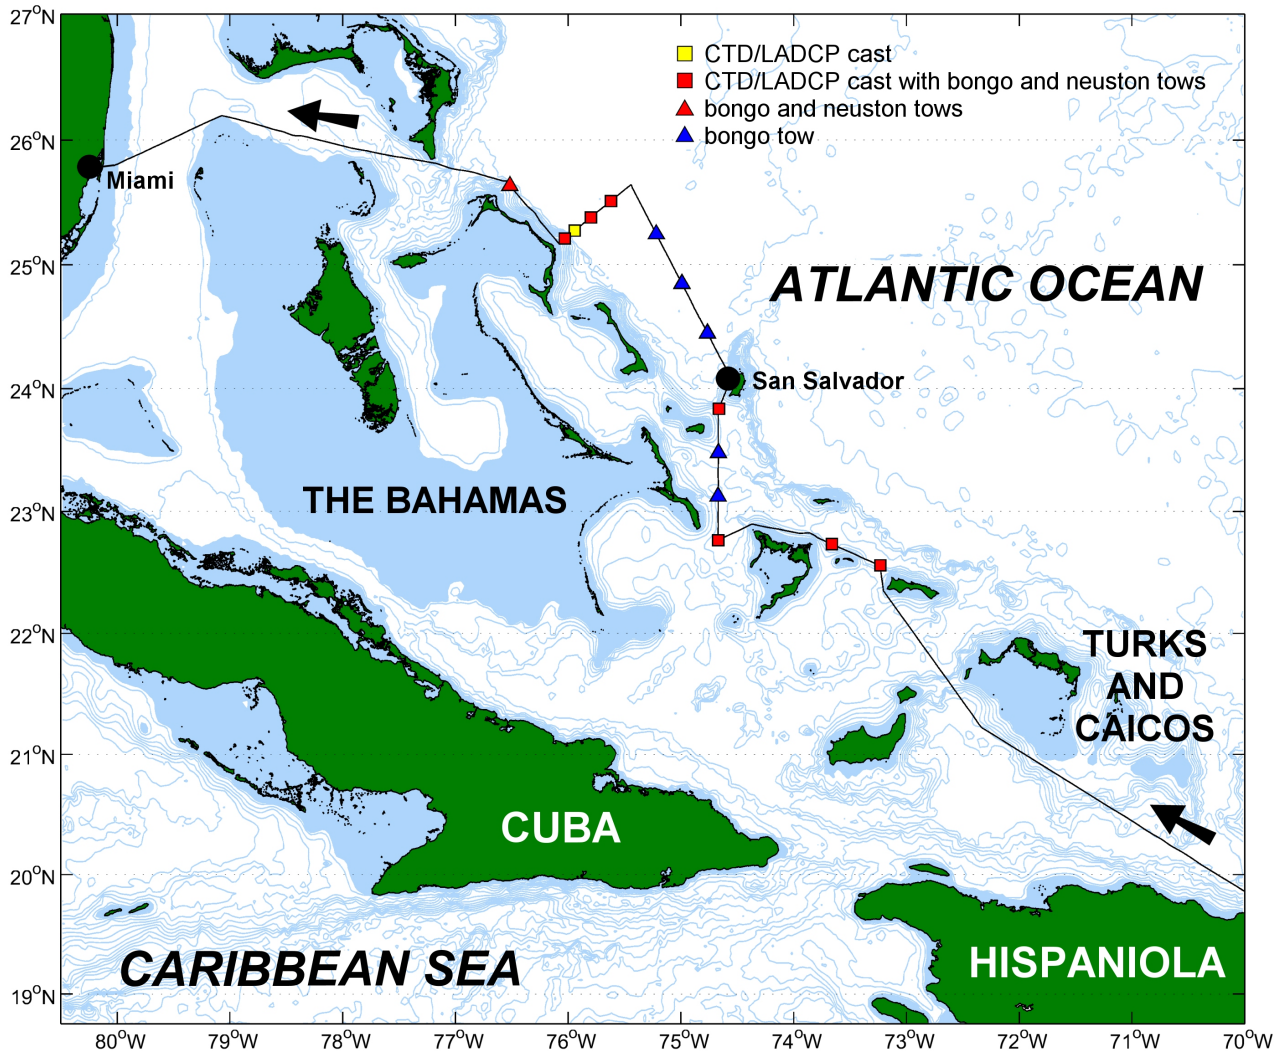 27°N
26°N
25°N
24°N
23°N
22°N
21°N
20°N
19°N
CTD/LADCP cast
CTD/LADCP cast with bongo and neuston tows
bongo and neuston tows
bongo tow
Miami
ATLANTIC OCEAN
San Salvador
THE BAHAMAS
TURKS
AND
CAICOS
CUBA
CARIBBEAN SEA
HISPANIOLA
80°W 79°W 78°W 77°W 76°W 75°W 74°W 73°W 72°W 71°W 70°W